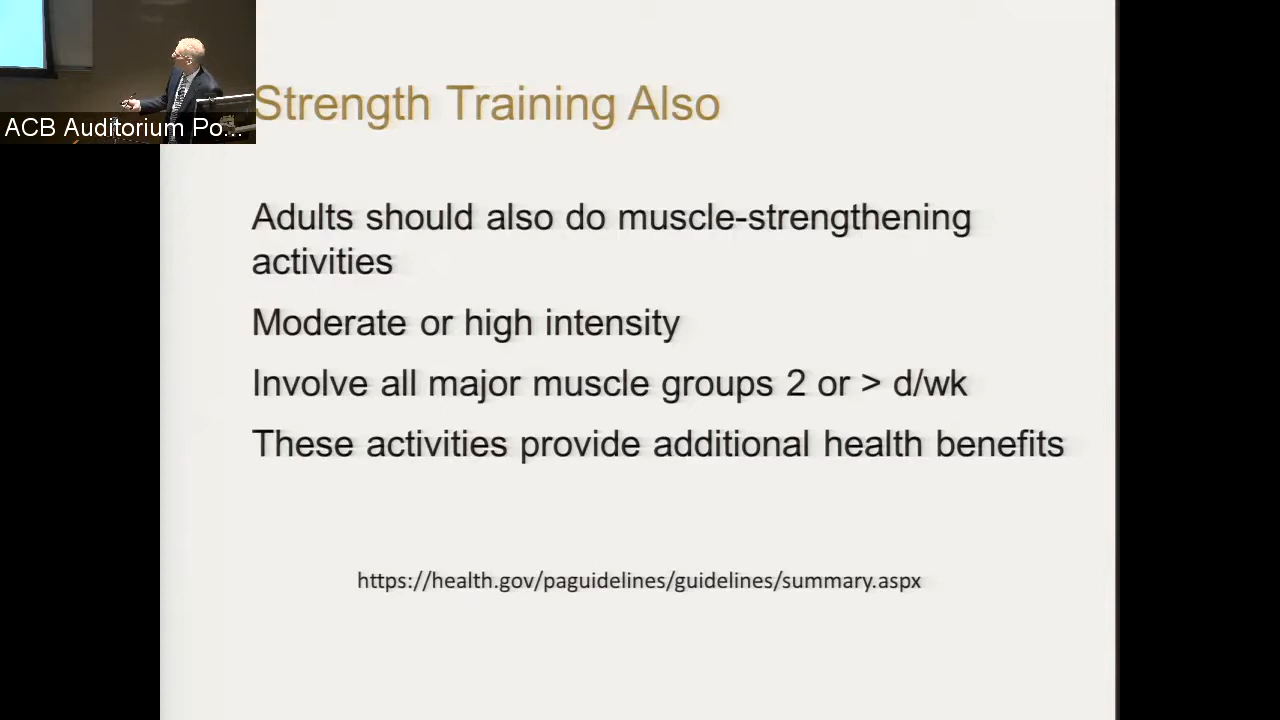 ACB Auditorium Po...
Strength Training Also
Adults should also do muscle-strengthening
activities
Moderate or high intensity
Involve all major muscle groups 2 or > d/wk
These activities provide additional health benefits
https://health.gov/paguidelines/guidelines/summary.aspx